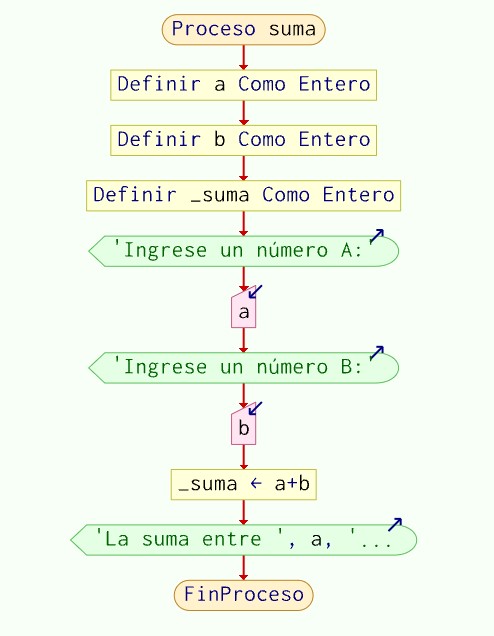 Proceso suma
Definir a Como Entero
Definir b Como Entero
Definir _suma Como Entero
'Ingrese un número A:'
a
'Ingrese un número B:'
b
_suma ← a+b
'La suma entre ', a, '...
FinProceso